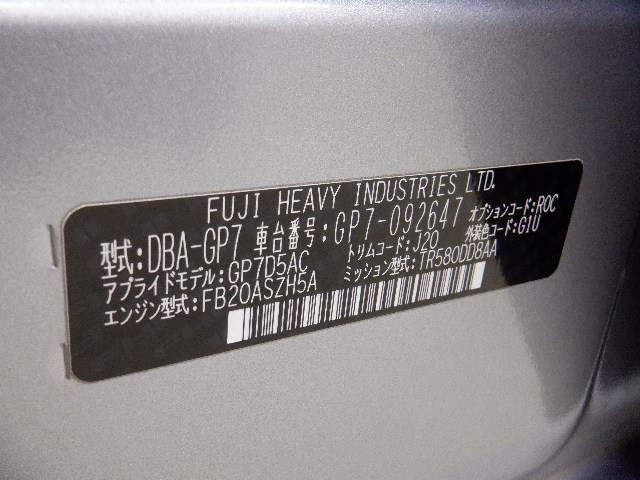 FUJI HEAVY INDUSTRIES LTD.
型式:DBA-GP7 車台番号:GP7-092647 オプションコード:ROC
アプライドモデル:GP7D5AC トリムコード:J20 外装色コード:G1U
エンジン型式:FB20ASZH5A ミッション型式:TR580DD8AA